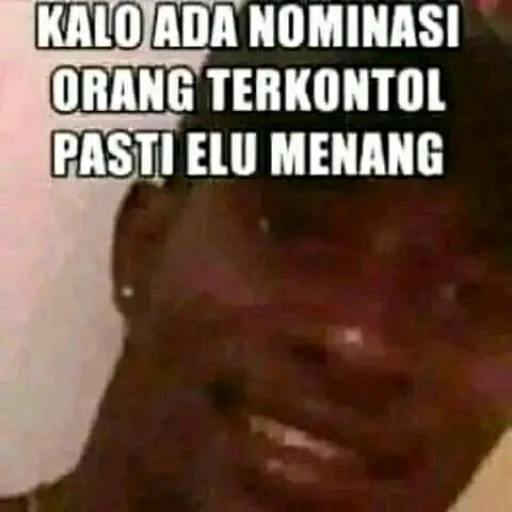 KALO ADA NOMINASI
ORANG TERKONTOL
PASTI ELU MENANG